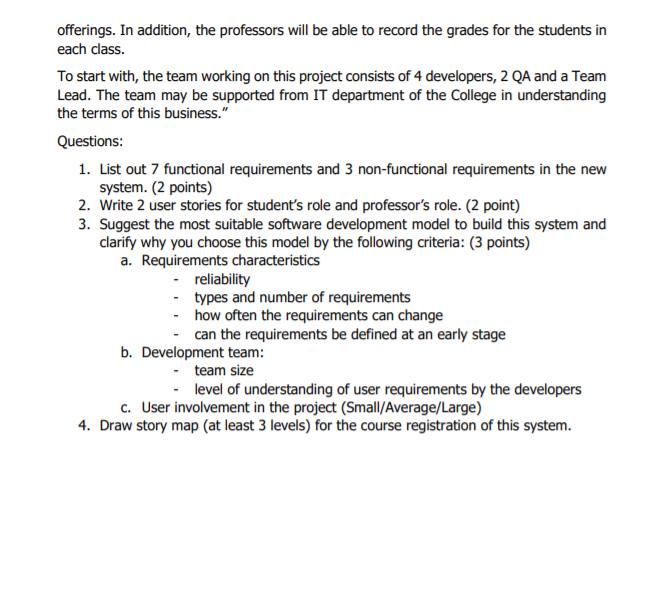 offerings. In addition, the professors will be able to record the grades for the students in
each class.
To start with, the team working on this project consists of 4 developers, 2 QA and a Team
Lead. The team may be supported from IT department of the College in understanding
the terms of this business.”
Questions:
1. List out 7 functional requirements and 3 non-functional requirements in the new
system. (2 points)
2. Write 2 user stories for student’s role and professor’s role. (2 point)
3. Suggest the most suitable software development model to build this system and
clarify why you choose this model by the following criteria: (3 points)
a. Requirements characteristics
- reliability
- types and number of requirements
- how often the requirements can change
- can the requirements be defined at an early stage
b. Development team:
- team size
- level of understanding of user requirements by the developers
c. User involvement in the project (Small/Average/Large)
4. Draw story map (at least 3 levels) for the course registration of this system.